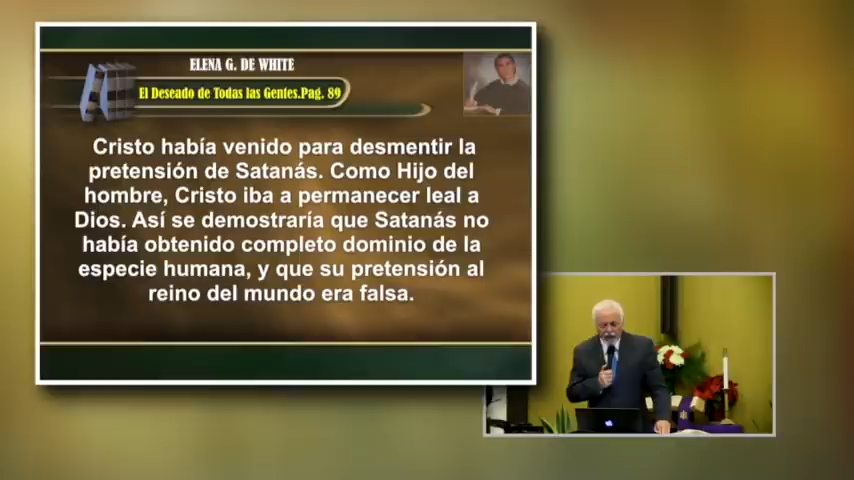 ELENA G. DE WHITE
El Deseado de Todas las Gentes.Pag. 89
Cristo había venido para desmentir la
pretensión de Satanás. Como Hijo del
hombre, Cristo iba a permanecer leal a
Dios. Así se demostraría que Satanás no
había obtenido completo dominio de la
especie humana, y que su pretensión al
reino del mundo era falsa.